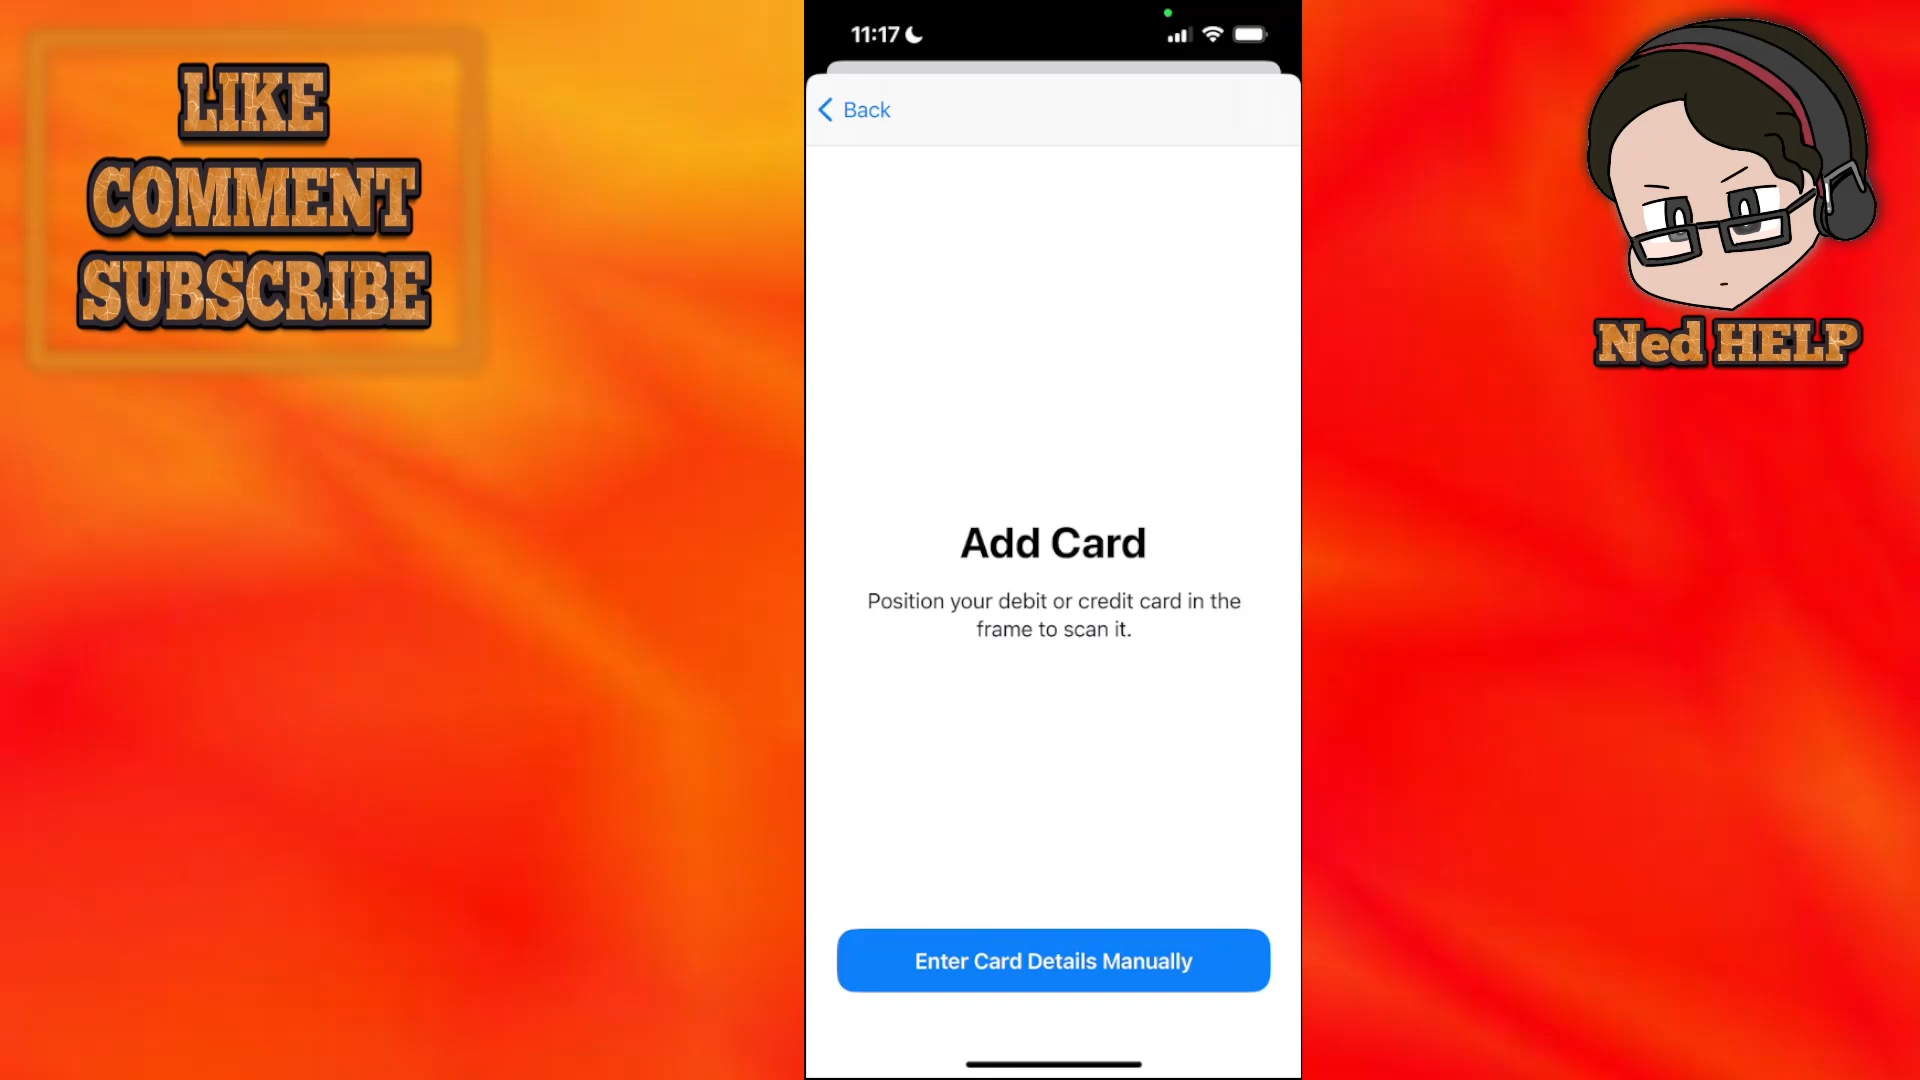 LIKE
COMMENT
SUBSCRIBE
11:17
Back
Add Card
Position your debit or credit card in the
frame to scan it.
Enter Card Details Manually
Ned HELP